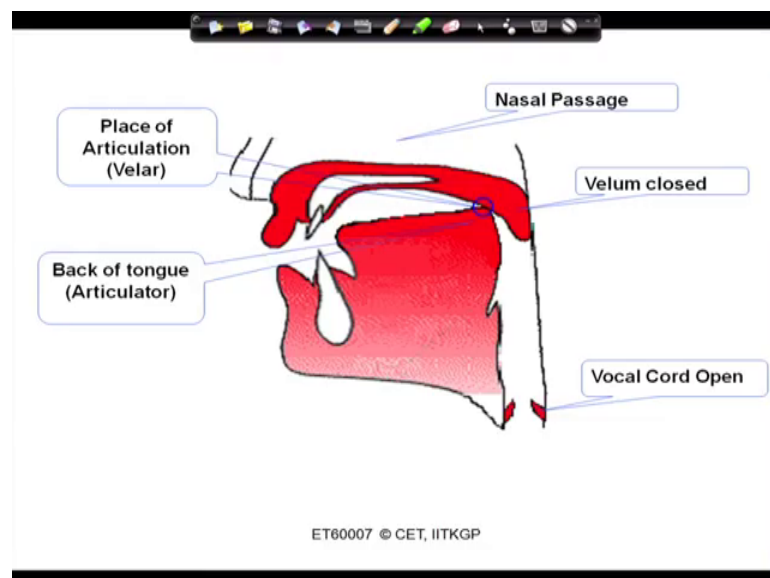 Nasal Passage
Place of
Articulation
(Velar)
Velum closed
Back of tongue
(Articulator)
Vocal Cord Open
ET60007 © CET, IITKGP